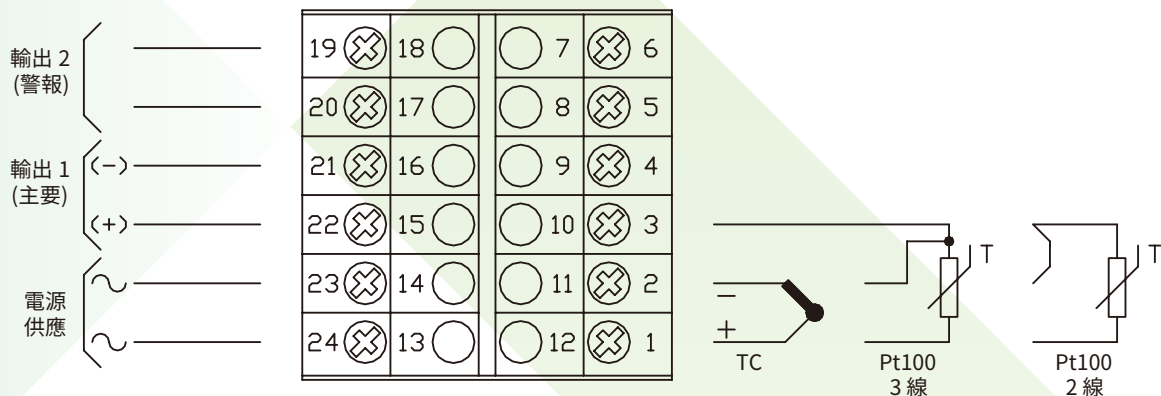 輸出 2
(警報)
輸出 1
(主要)
(−)
(+)
電源
供應
19 18 7 6
20 17 8 5
21 16 9 4
22 15 10 3
23 14 11 2
24 13 12 1
−
+
TC
T
Pt100
3 線
T
Pt100
2 線